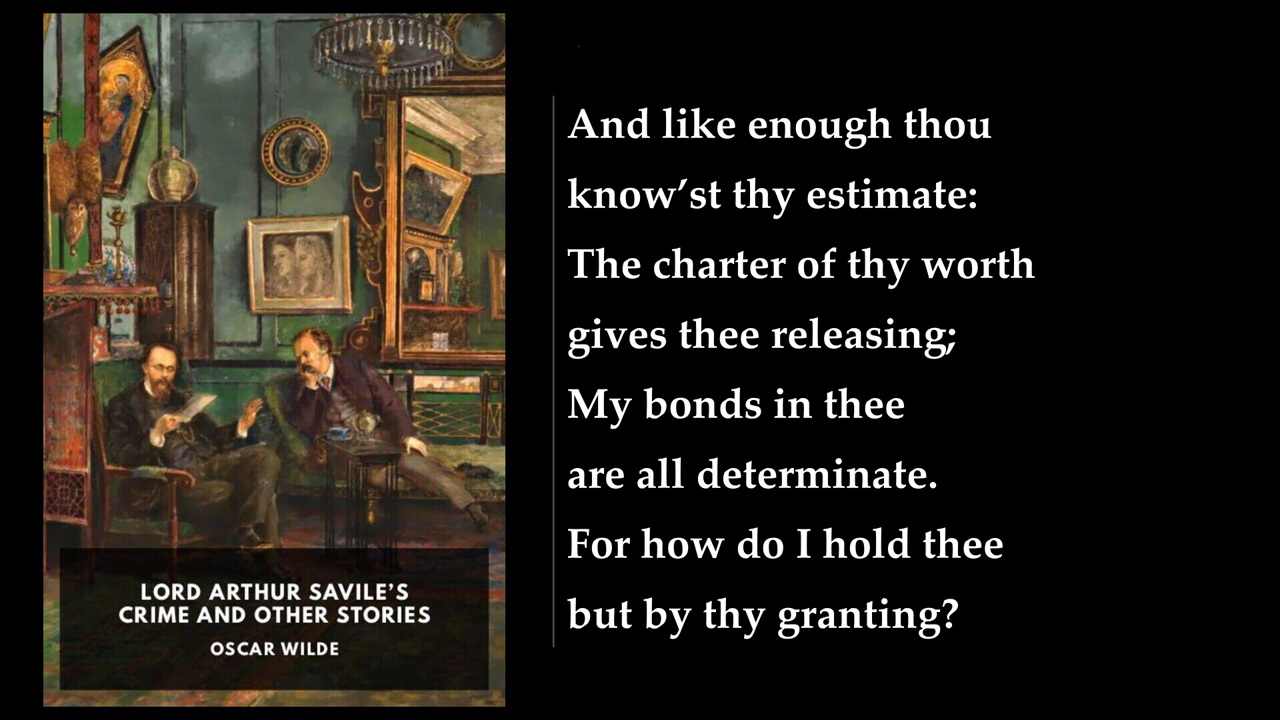 LORD ARTHUR SAVILE’S
CRIME AND OTHER STORIES
OSCAR WILDE
And like enough thou
know’st thy estimate:
The charter of thy worth
gives thee releasing;
My bonds in thee
are all determinate.
For how do I hold thee
but by thy granting?